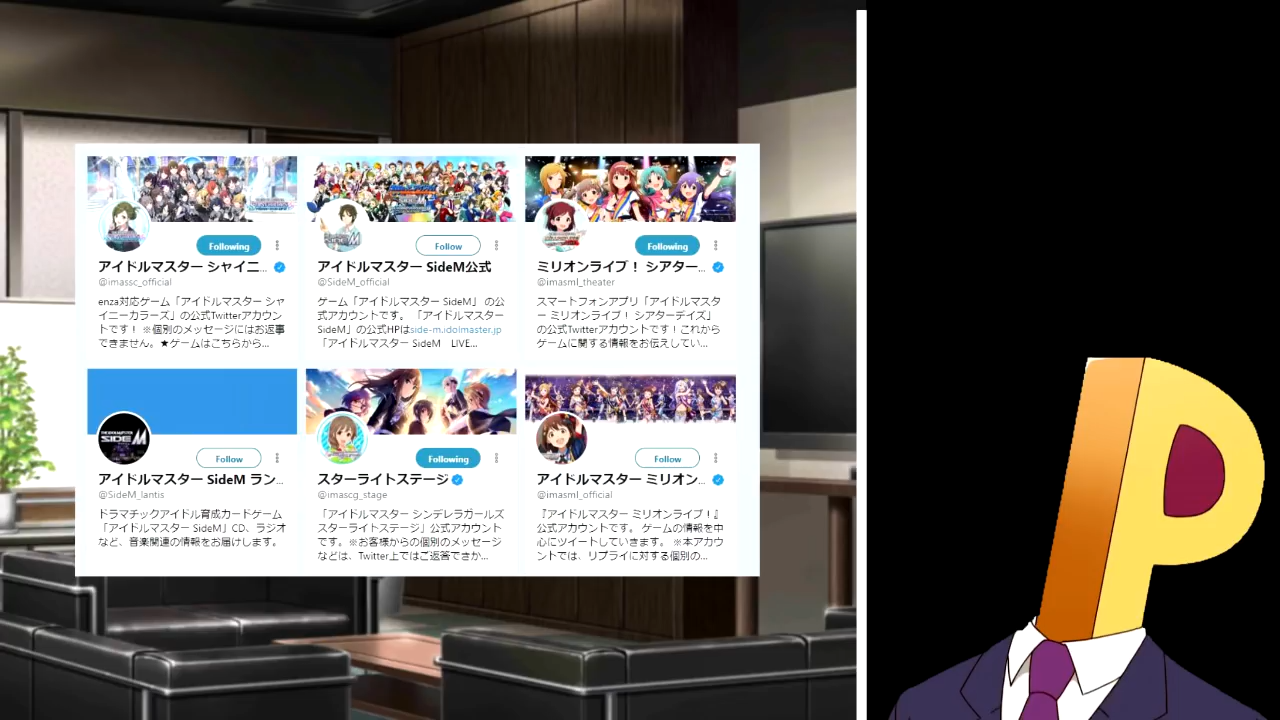 Following
アイドルマスター シャイニ...
@imassc_official
enza対応ゲーム「アイドルマスター シャ
イニーカラーズ」の公式Twitterアカウン
トです！ ※個別のメッセージにはお返事
できません。★ゲームはこちらから...
Follow
アイドルマスター SideM公式
@SideM_official
ゲーム「アイドルマスター SideM」 の公
式アカウントです。 「アイドルマスター
SideM」の公式HPはside-m.idolmaster.jp
「アイドルマスター SideM LIVE...
Following
ミリオンライブ！ シアター...
@imasml_theater
スマートフォンアプリ「アイドルマスタ
ー ミリオンライブ！ シアターデイズ」
の公式Twitterアカウントです！これから
ゲームに関する情報をお伝えしてい...
THE IDOLM@STER
SIDE M
Follow
アイドルマスター SideM ラン...
@SideM_lantis
ドラマチックアイドル育成カードゲーム
「アイドルマスター SideM」CD、ラジオ
など、音楽関連の情報をお届けします。
Following
スターライトステージ
@imascg_stage
「アイドルマスター シンデレラガールズ
スターライトステージ」公式アカウント
です。※お客様からの個別のメッセージ
などは、Twitter上ではご返答できか...
Follow
アイドルマスター ミリオン...
@imasml_official
『アイドルマスター ミリオンライブ！』
公式アカウントです。 ゲームの情報を中
心にツイートしていきます。 ※本アカウ
ントでは、リプライに対する個別の...
P